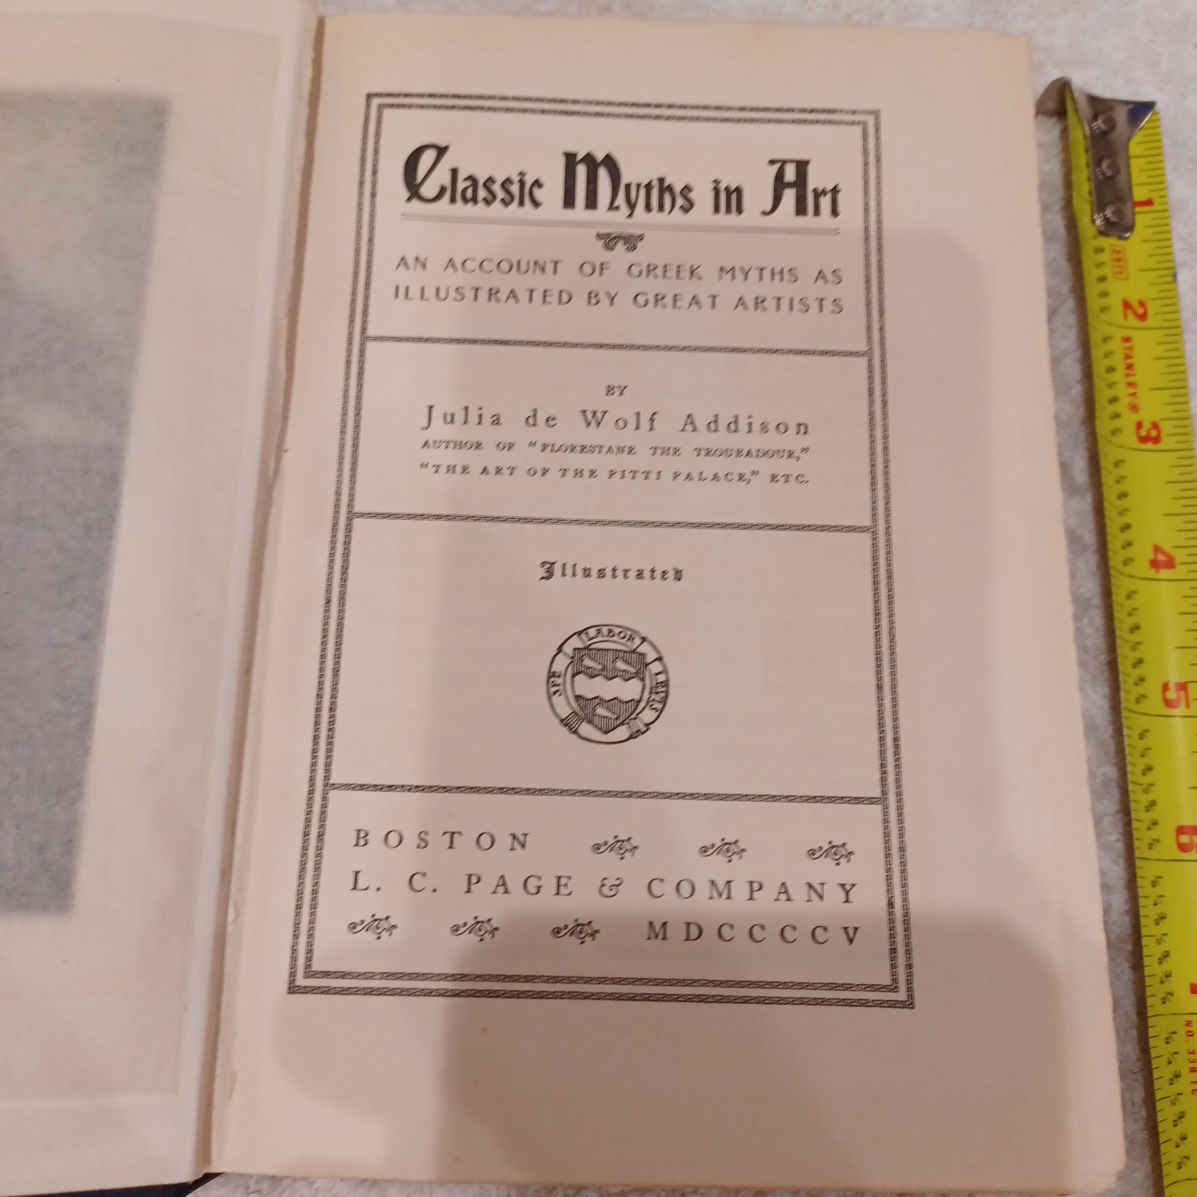 Classic Myths in Art
AN ACCOUNT OF GREEK MYTHS AS
ILLUSTRATED BY GREAT ARTISTS
BY
Julia de Wolf Addison
AUTHOR OF "FLORESTANE THE TROUBADOUR,"
"THE ART OF THE PITTI PALACE," ETC.
Illustrated
SPE LABOR LEVIS
BOSTON
L. C. PAGE & COMPANY
MDCCCCV
1
2
STANLEY®
3
4
5
6